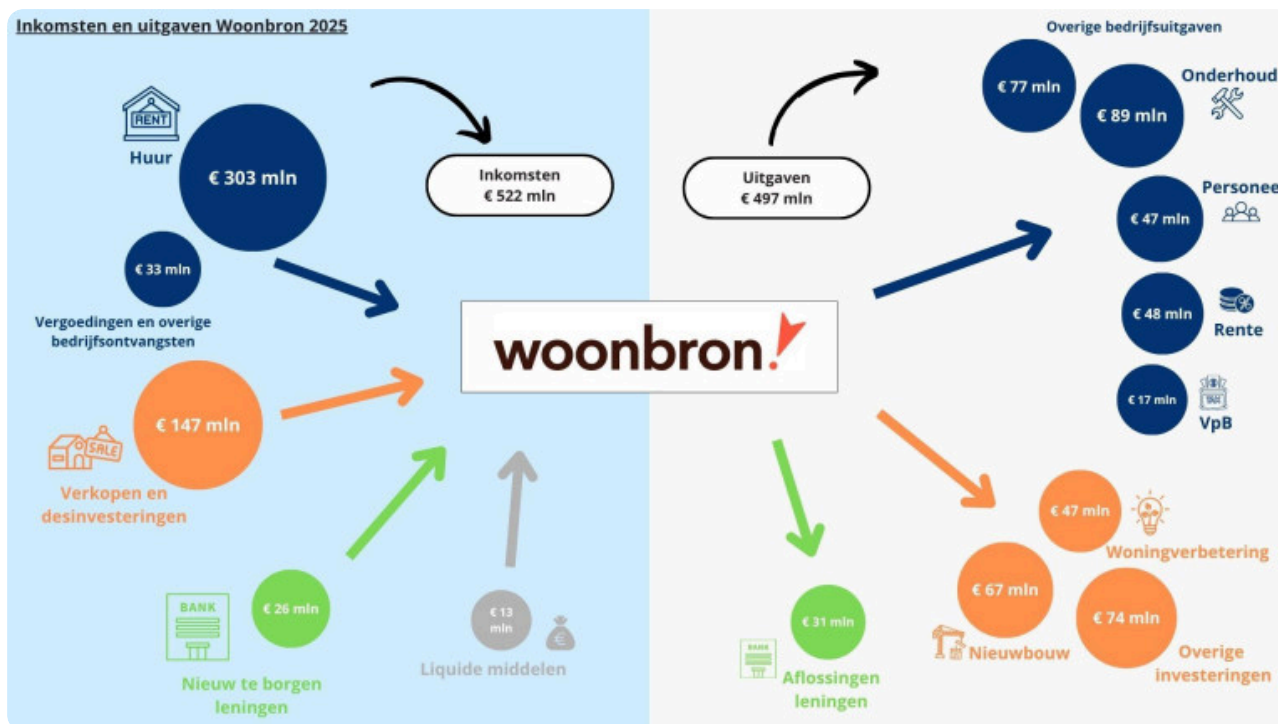 Inkomsten en uitgaven Woonbron 2025
RENT
Huur
€ 303 mln
€ 33 mln
Vergoedingen en overige
bedrijfsontvangsten
Inkomsten
€ 522 mln
€ 147 mln
SALE
Verkopen en
desinvesteringen
BANK
€ 26 mln
Nieuw te borgen
leningen
€ 13
mln
€
Liquide middelen
woonbron!
Uitgaven
€ 497 mln
Overige bedrijfsuitgaven
€ 77 mln
Onderhoud
€ 89 mln
Personee
€ 47 mln
€ 48 mln
%
Rente
€ 17 mln
TAX
VpB
€ 47 mln
Woningverbetering
€ 67 mln
Nieuwbouw
€ 74 mln
Overige
investeringen
€ 31 mln
BANK
Aflossingen
leningen